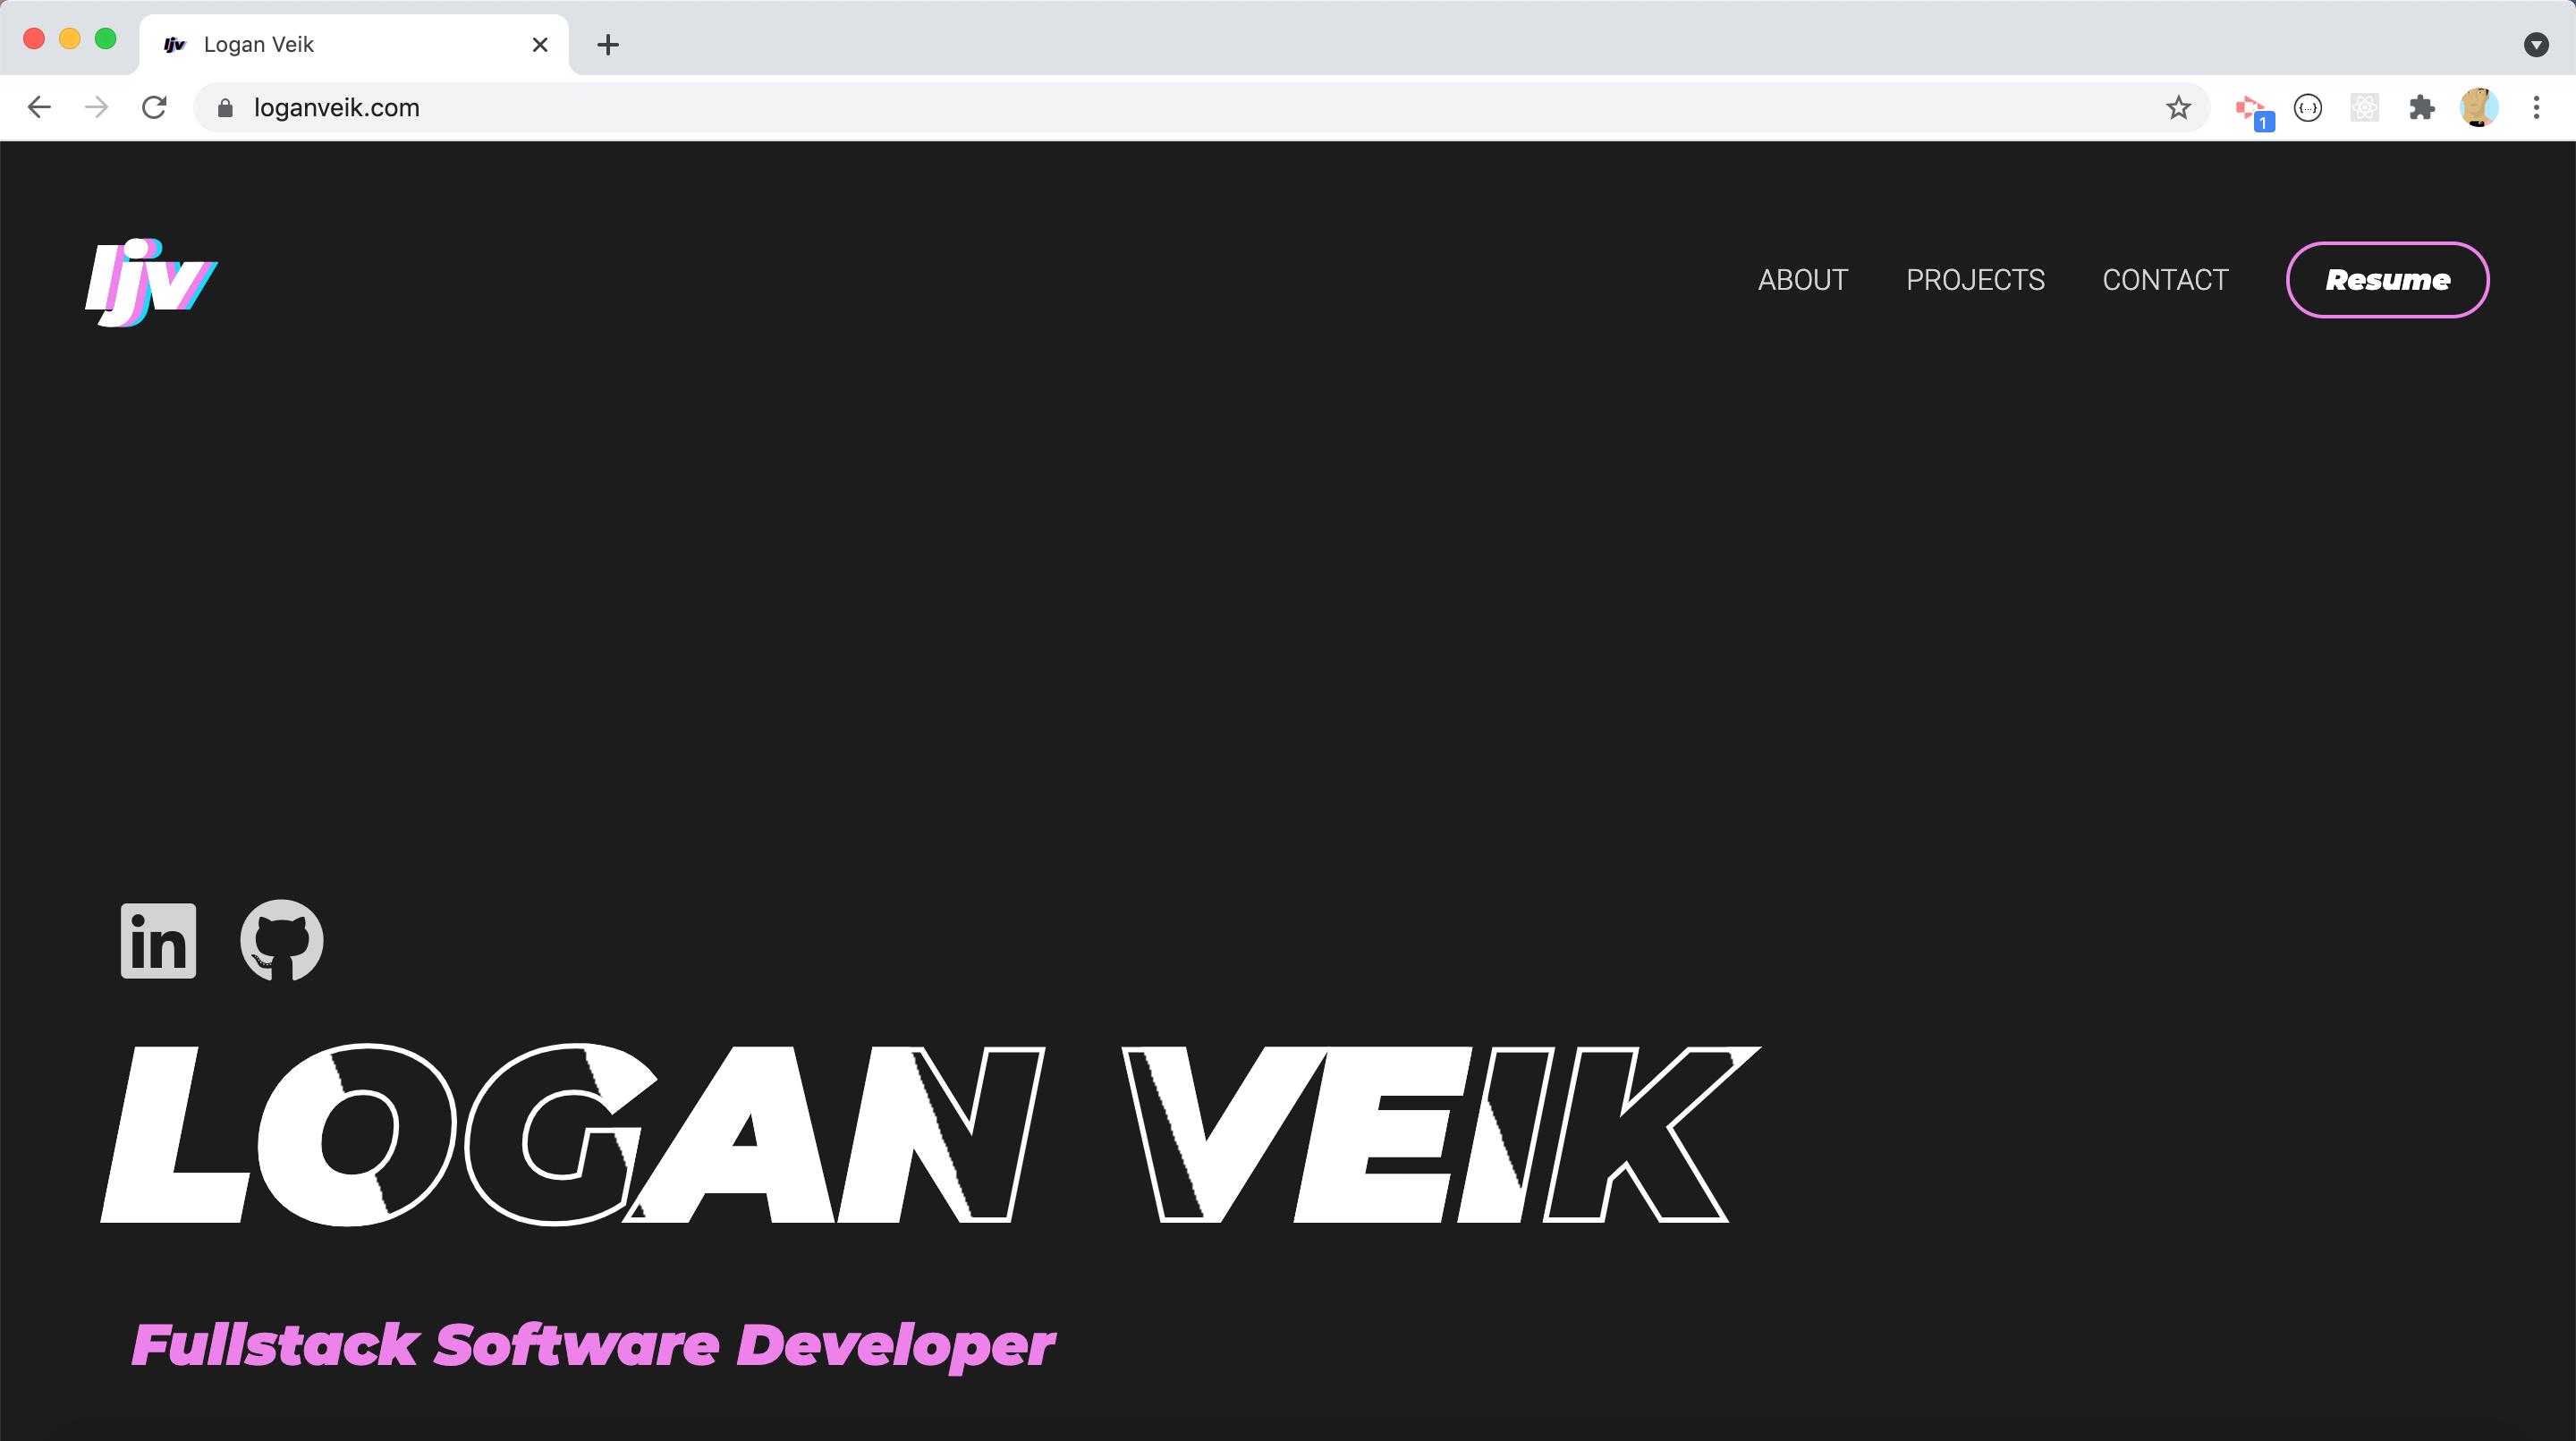 ljv Logan Veik
loganveik.com
1
{...}
ljv
ABOUT PROJECTS CONTACT Resume
in
LOGAN VEIK
Fullstack Software Developer